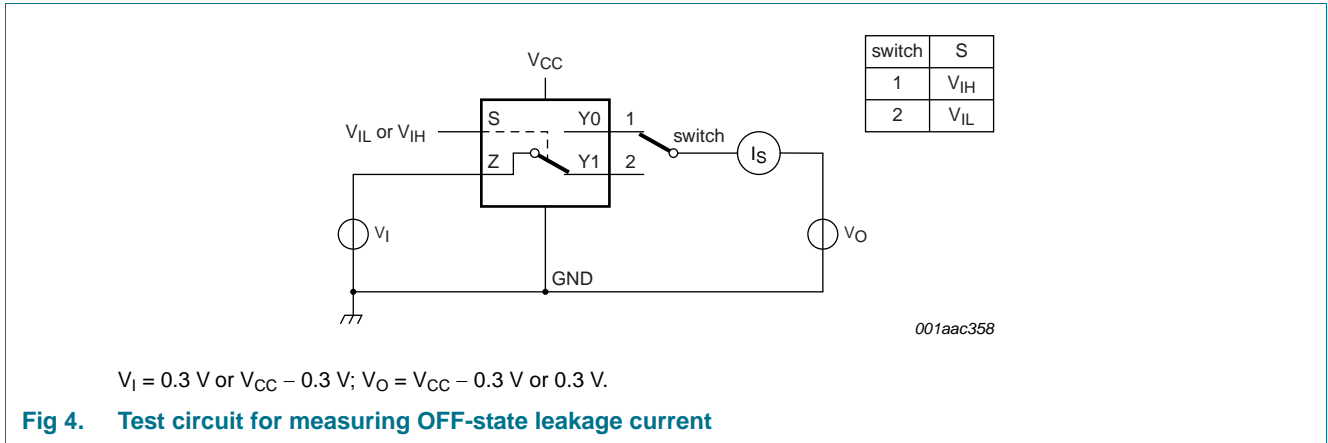 VCC
switch S
1 VIH
2 VIL
S Y0 1
VIL or VIH
switch
IS
Z Y1 2
VI
VO
GND
001aac358
VI = 0.3 V or VCC − 0.3 V; VO = VCC − 0.3 V or 0.3 V.
Fig 4. Test circuit for measuring OFF-state leakage current